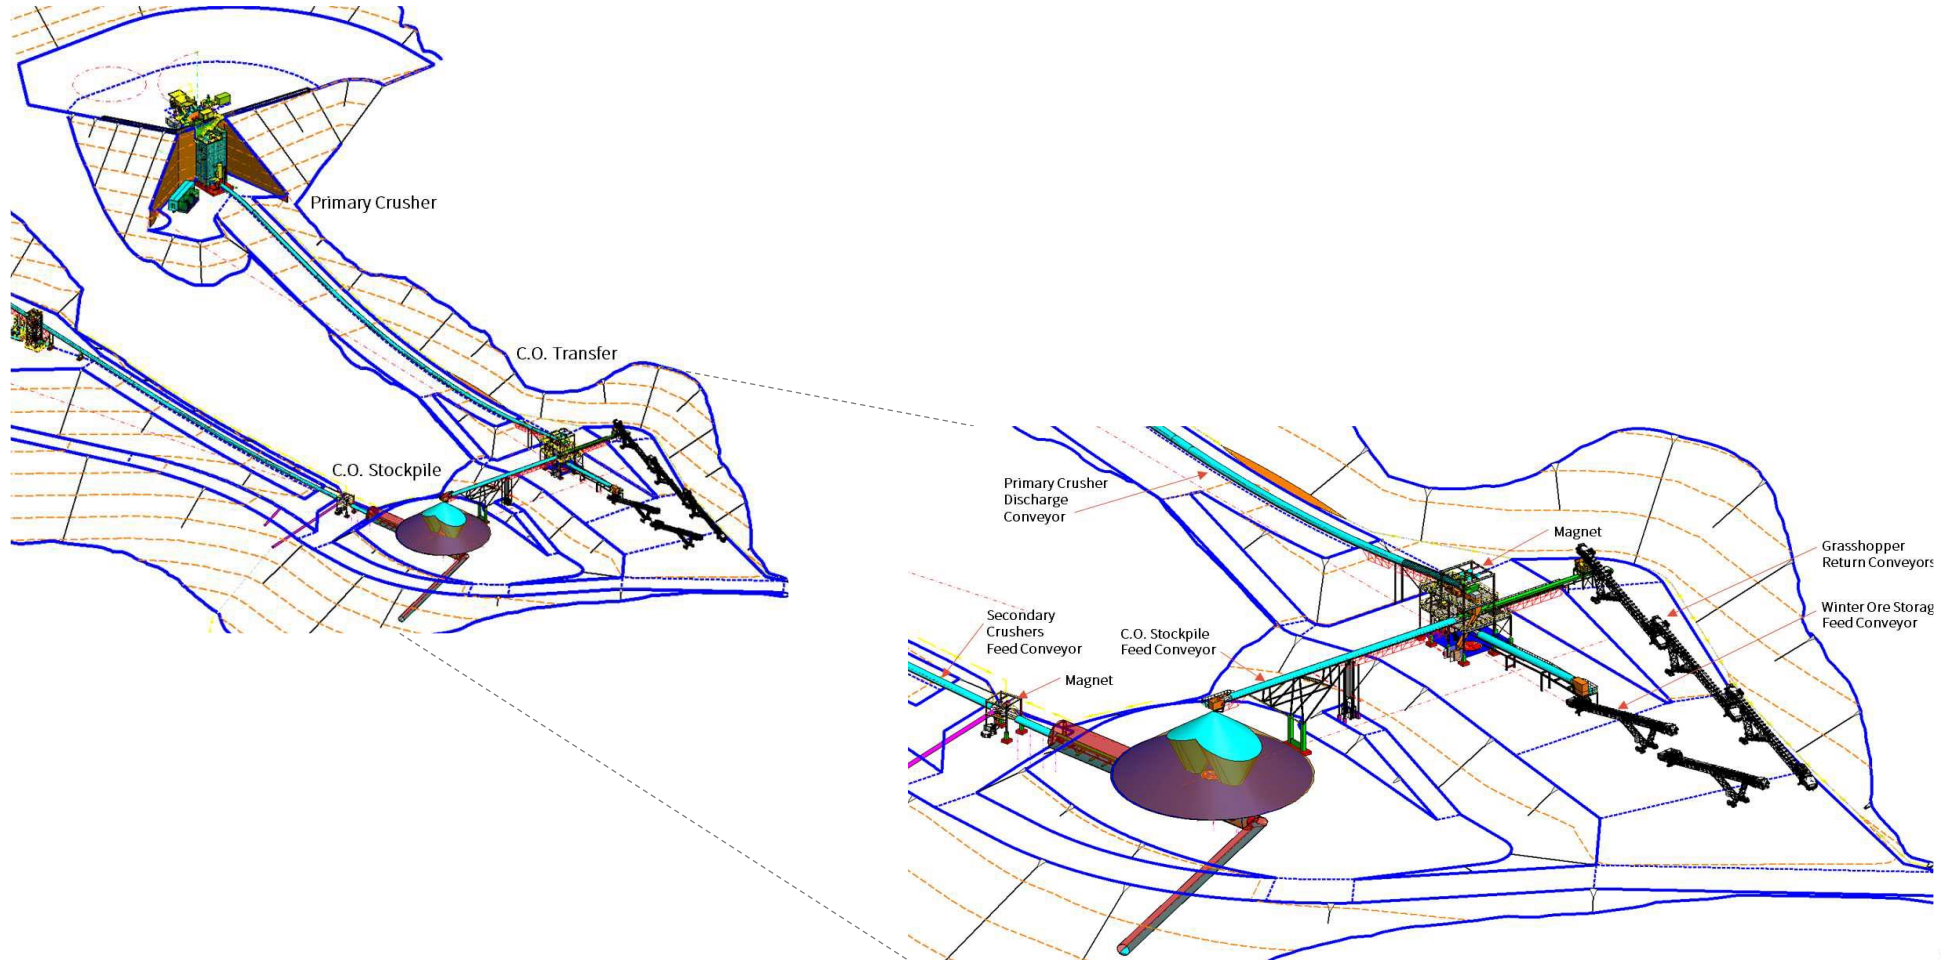 Primary Crusher
C.O. Transfer
C.O. Stockpile
Primary Crusher
Discharge
Conveyor
Magnet
Grasshopper
Return Conveyors
Winter Ore Storag
Feed Conveyor
Secondary
Crushers
Feed Conveyor
C.O. Stockpile
Feed Conveyor
Magnet